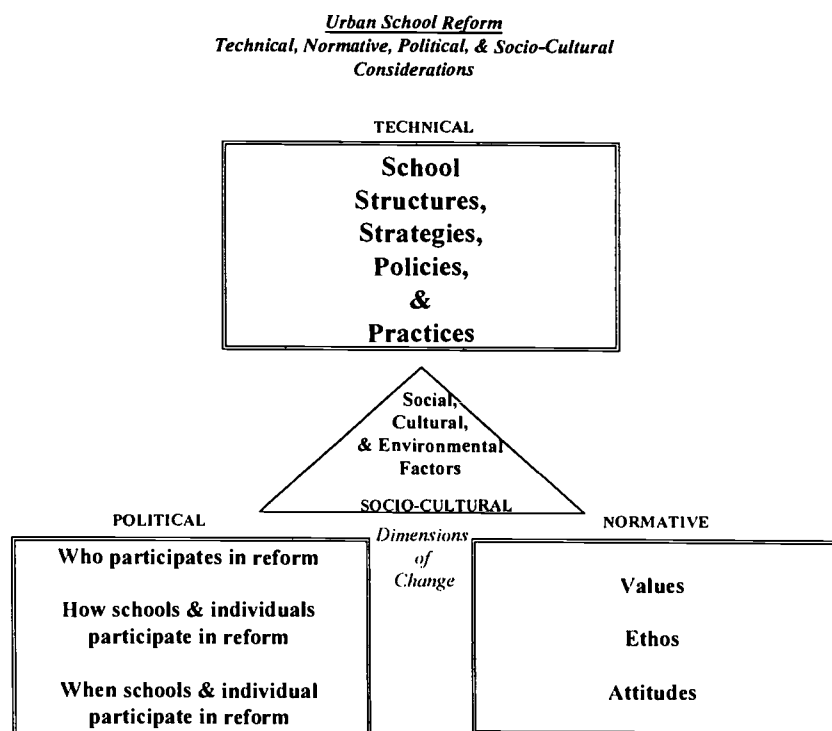 Urban School Reform
Technical, Normative, Political, & Socio-Cultural
Considerations
TECHNICAL
School
Structures,
Strategies,
Policies,
&
Practices
Social,
Cultural,
& Environmental
Factors
SOCIO-CULTURAL
POLITICAL
Who participates in reform
How schools & individuals
participate in reform
When schools & individual
participate in reform
Dimensions
of
Change
NORMATIVE
Values
Ethos
Attitudes